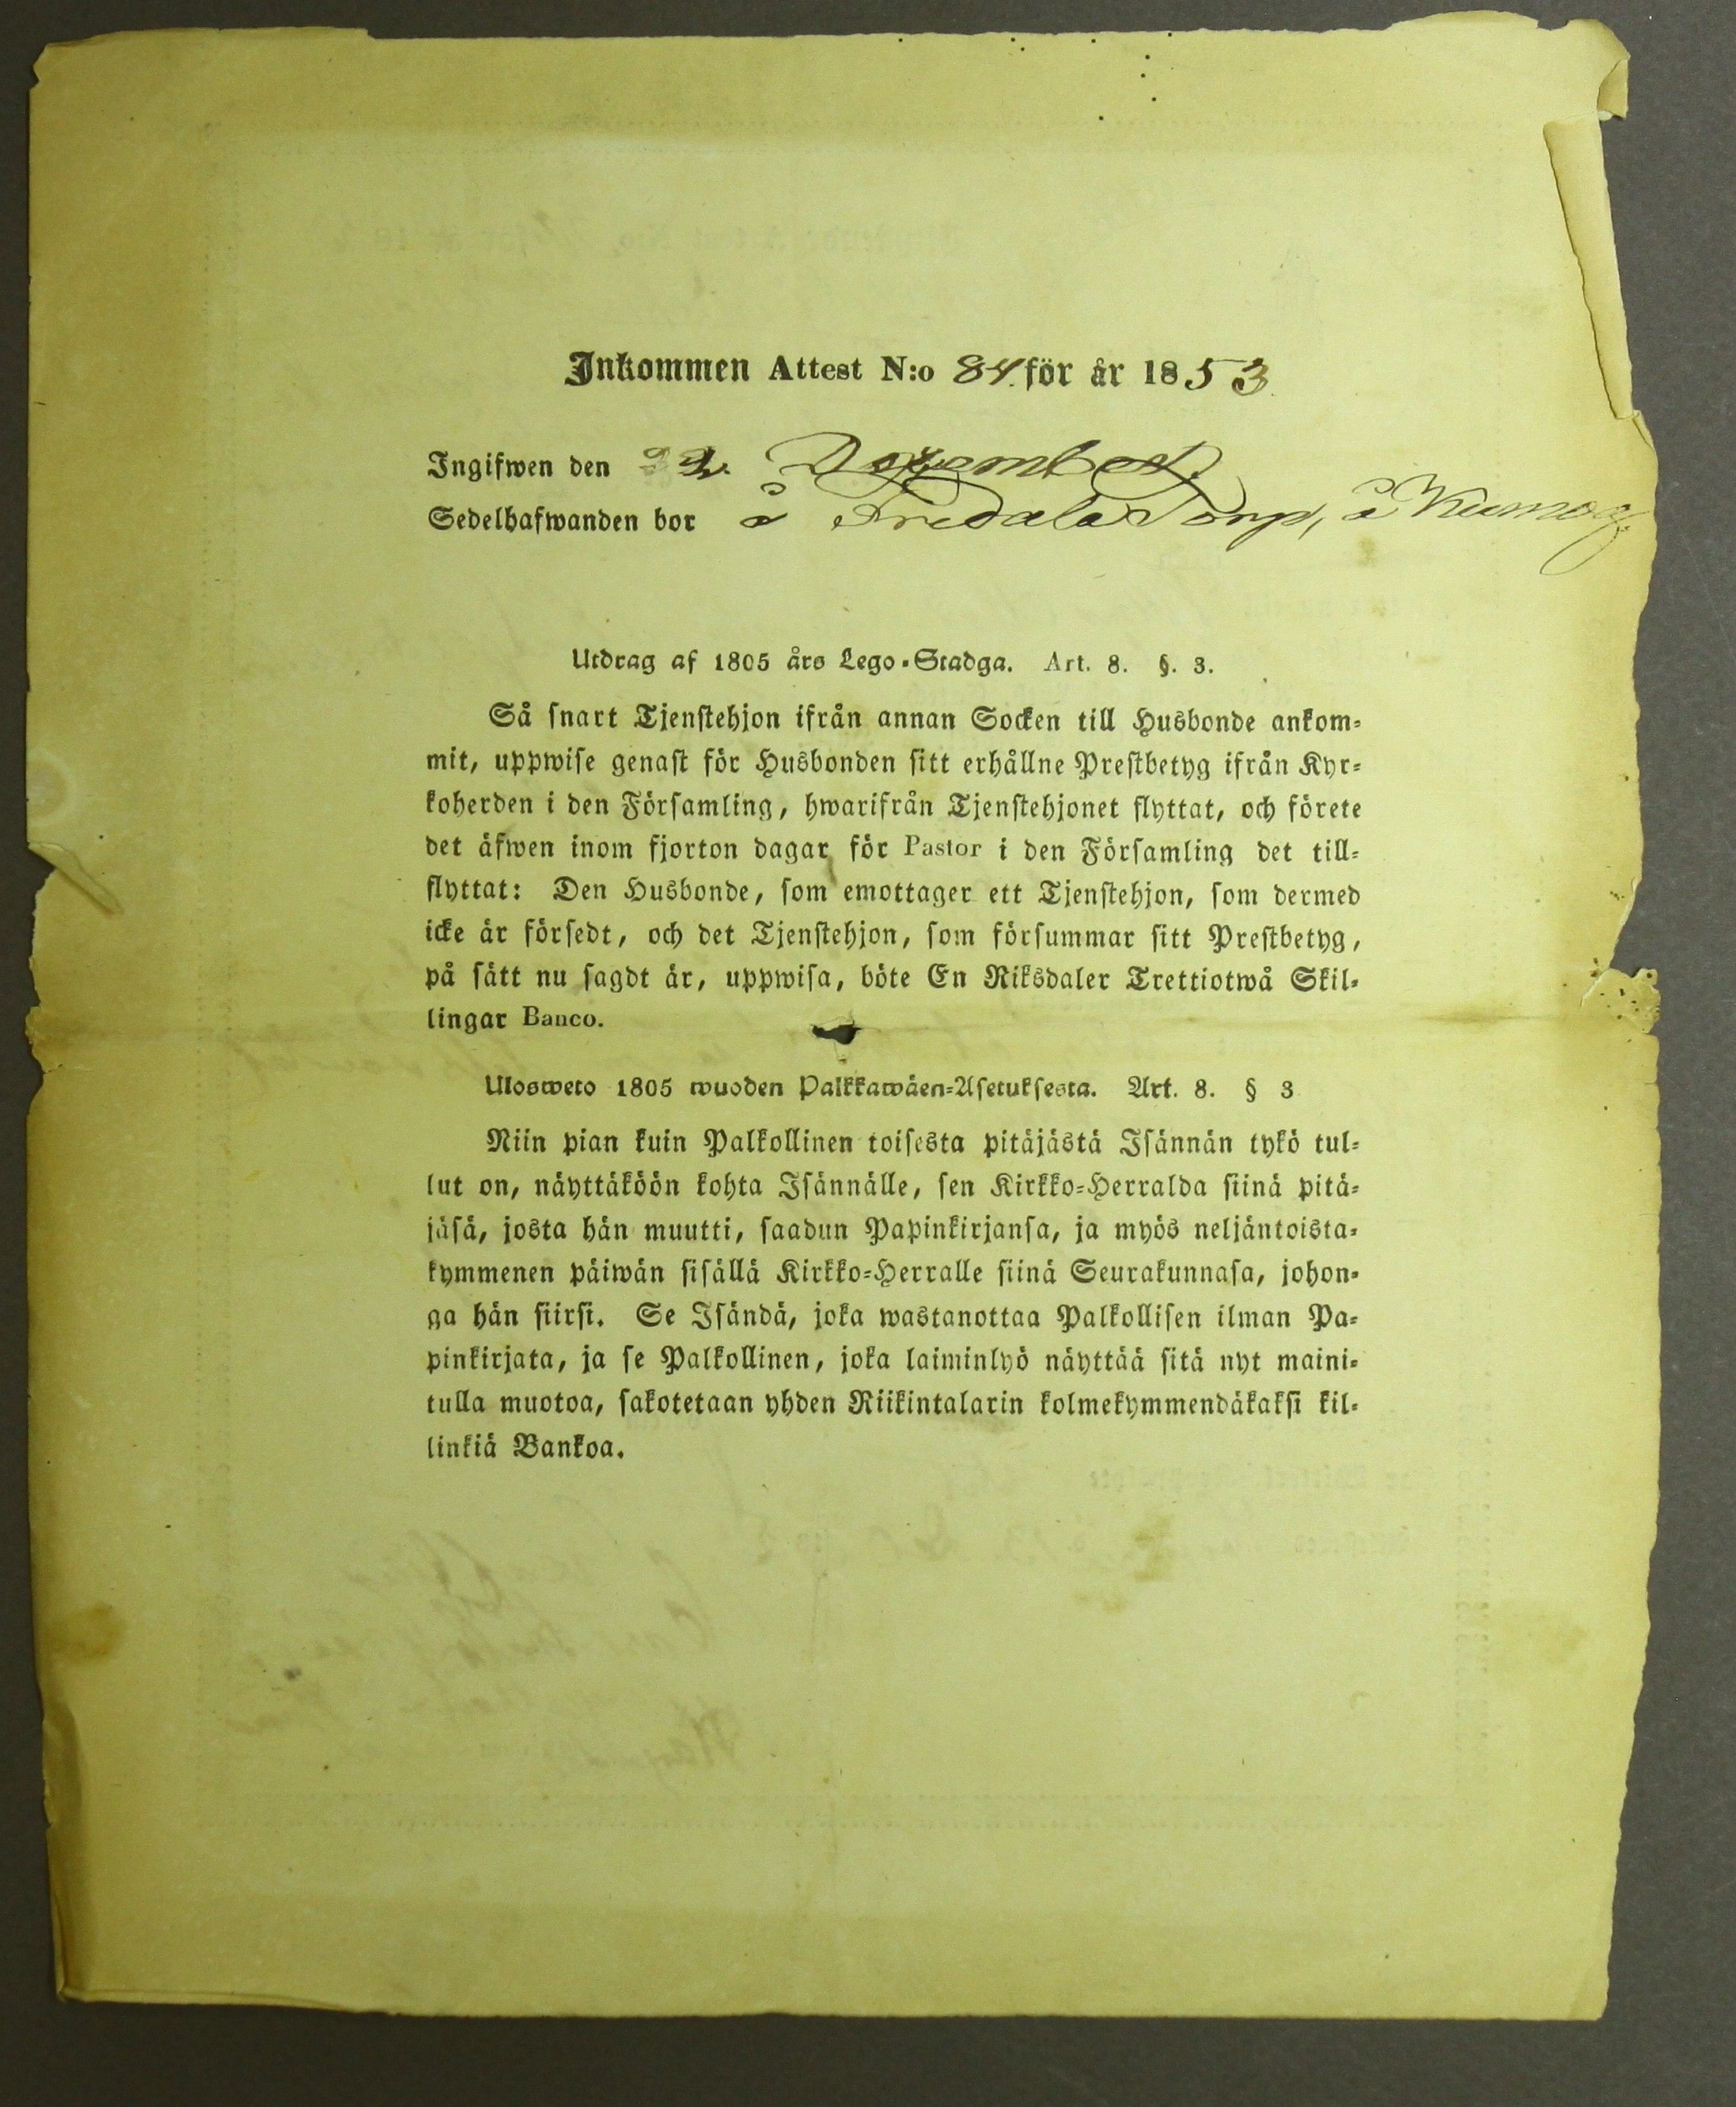 Inkommen Attest N:o 84. för år 1853.
Ingifwen den 22. Dezember
Sedelhafwanden bor å Fredala Torp, å Kumo
Utdrag af 1805 års Lego-Stadga. Art. 8. §. 3.
Så snart Tjenstehjon ifrån annan Socken till Husbonde ankom-
mit, uppwise genast för Husbonden sitt erhållne Prestbetyg ifrån Kyr-
koherden i den Församling, hwarifrån Tjenstehjonet flyttat, och förete
det äfwen inom fjorton dagar för Pastor i den Församling det till-
flyttat: Den Husbonde, som emottager ett Tjenstehjon, som dermed
icke är försedt, och det Tjenstehjon, som försummar sitt Prestbetyg,
på sätt nu sagdt är, uppwisa, böte En Riksdaler Trettiotwå Skil-
lingar Banco.
Ulosweto 1805 wuoden Palkkawäen-Asetuksesta. Art. 8. § 3
Niin pian kuin Palkollinen toisesta pitäjästä Isännän tykö tul-
lut on, näyttäköön kohta Isännälle, sen Kirkko-Herralda siinä pitä-
jäsä, josta hän muutti, saadun Papinkirjansa, ja myös neljäntoista-
kymmenen päiwän sisällä Kirkko-Herralle siinä Seurakunnasa, johon-
ga hän siirsi. Se Isändä, joka wastanottaa Palkollisen ilman Pa-
pinkirjata, ja se Palkollinen, joka laiminlyö näyttää sitä nyt maini-
tulla muotoa, sakotetaan yhden Riikintalarin kolmekymmendäkaksi kil-
linkiä Bankoa.